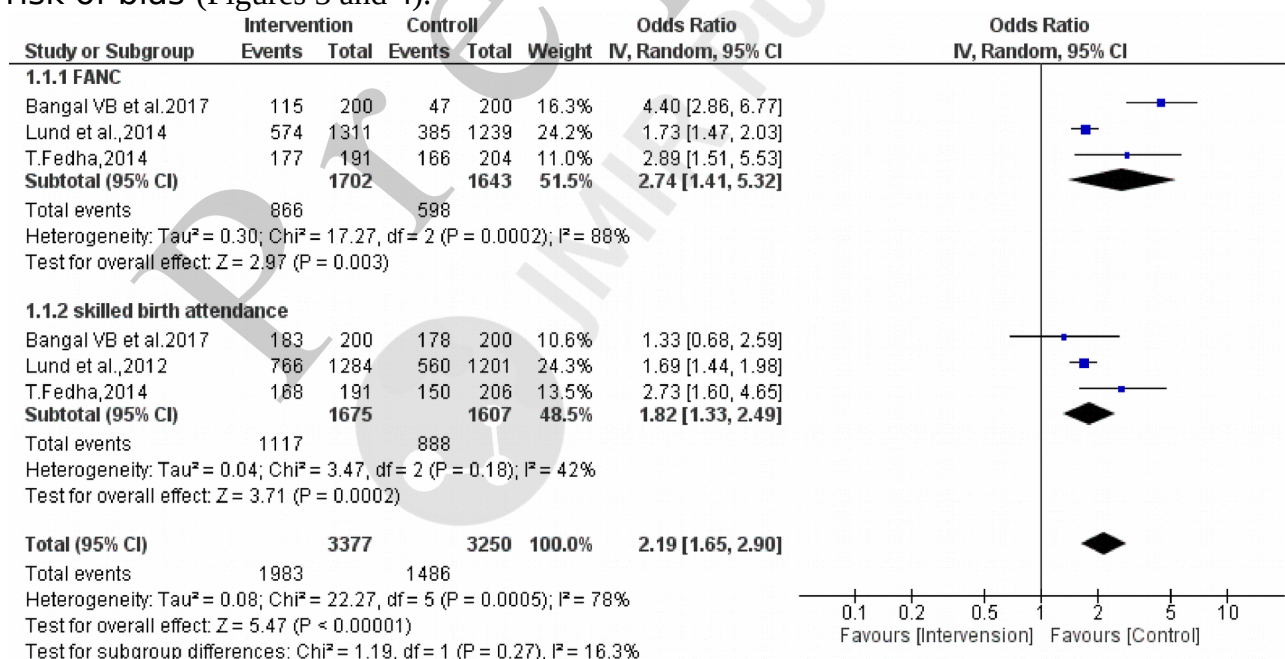 risk of bias (Figures 3 and 4).
Intervention Controll Odds Ratio Odds Ratio
Study or Subgroup Events Total Events Total Weight IV, Random, 95% CI IV, Random, 95% CI
1.1.1 FANC
Bangal VB et al.2017 115 200 47 200 16.3% 4.40 [2.86, 6.77]
Lund et al.,2014 574 1311 385 1239 24.2% 1.73 [1.47, 2.03]
T.Fedha,2014 177 191 166 204 11.0% 2.89 [1.51, 5.53]
Subtotal (95% CI) 1702 1643 51.5% 2.74 [1.41, 5.32]
Total events 866 598
Heterogeneity: Tau² = 0.30; Chi² = 17.27, df = 2 (P = 0.0002); I² = 88%
Test for overall effect: Z = 2.97 (P = 0.003)
1.1.2 skilled birth attendance
Bangal VB et al.2017 183 200 178 200 10.6% 1.33 [0.68, 2.59]
Lund et al.,2012 766 1284 560 1201 24.3% 1.69 [1.44, 1.98]
T.Fedha,2014 168 191 150 206 13.5% 2.73 [1.60, 4.65]
Subtotal (95% CI) 1675 1607 48.5% 1.82 [1.33, 2.49]
Total events 1117 888
Heterogeneity: Tau² = 0.04; Chi² = 3.47, df = 2 (P = 0.18); I² = 42%
Test for overall effect: Z = 3.71 (P = 0.0002)
Total (95% CI) 3377 3250 100.0% 2.19 [1.65, 2.90]
Total events 1983 1486
Heterogeneity: Tau² = 0.08; Chi² = 22.27, df = 5 (P = 0.0005); I² = 78%
Test for overall effect: Z = 5.47 (P < 0.00001)
Test for subgroup differences: Chi² = 1.19, df = 1 (P = 0.27), I² = 16.3%
0.1 0.2 0.5 1 2 5 10
Favours [Intervension] Favours [Control]
P r e
JMIR Pu